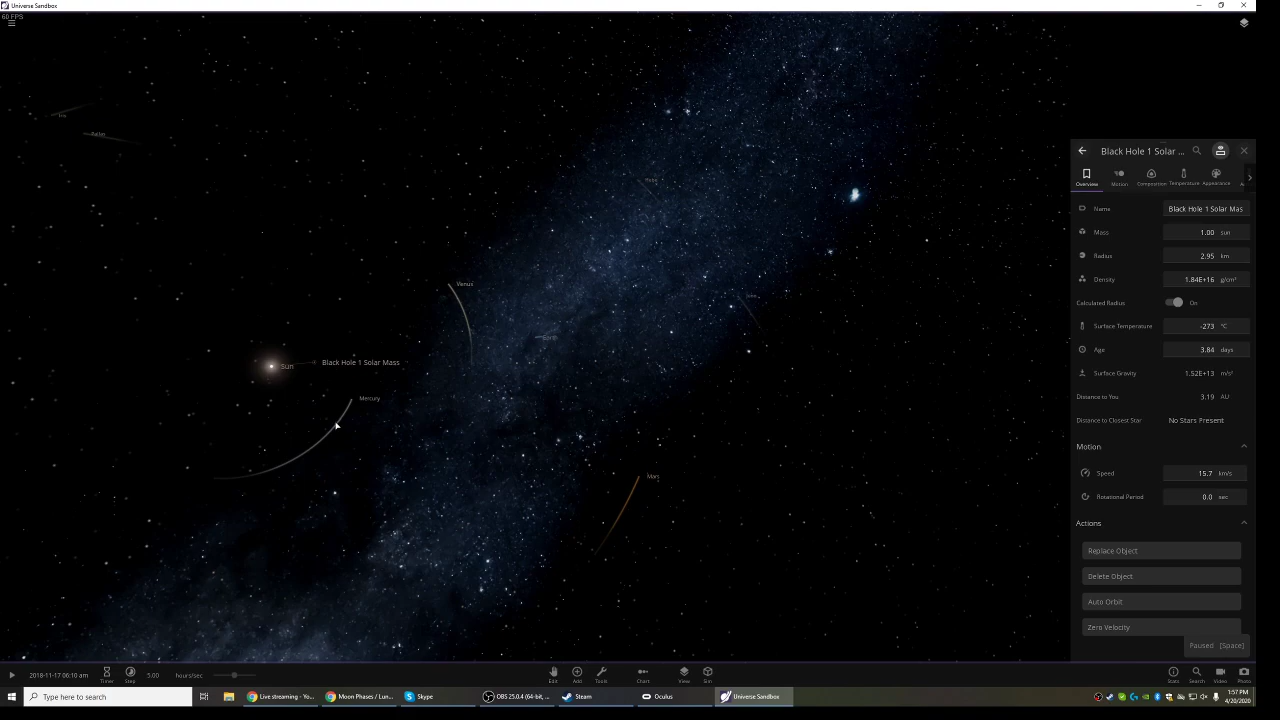 Universe Sandbox
60 FPS
Pallas
Hebe
Venus
Juno
Earth
Sun
Black Hole 1 Solar Mass
Mercury
Mars
Black Hole 1 Solar ...
Overview
Motion
Composition
Temperature
Appearance
Name
Black Hole 1 Solar Mas
Mass
1.00 sun
Radius
2.95 km
Density
1.84E+16 g/cm³
Calculated Radius
On
Surface Temperature
-273 °C
Age
3.84 days
Surface Gravity
1.52E+13 m/s²
Distance to You
3.19 AU
Distance to Closest Star
No Stars Present
Motion
Speed
15.7 km/s
Rotational Period
0.0 sec
Actions
Replace Object
Delete Object
Auto Orbit
Zero Velocity
Paused [Space]
2018-11-17 06:10 am
Timer
Step
5.00 hours/sec
Edit
Add
Tools
Chart
View
Sim
Stats
Search
Video
Photo
Type here to search
Live streaming - Yo...
Moon Phases / Lun...
Skype
OBS 25.0.4 (64-bit, ...
Steam
Oculus
Universe Sandbox
1:57 PM
4/20/2020